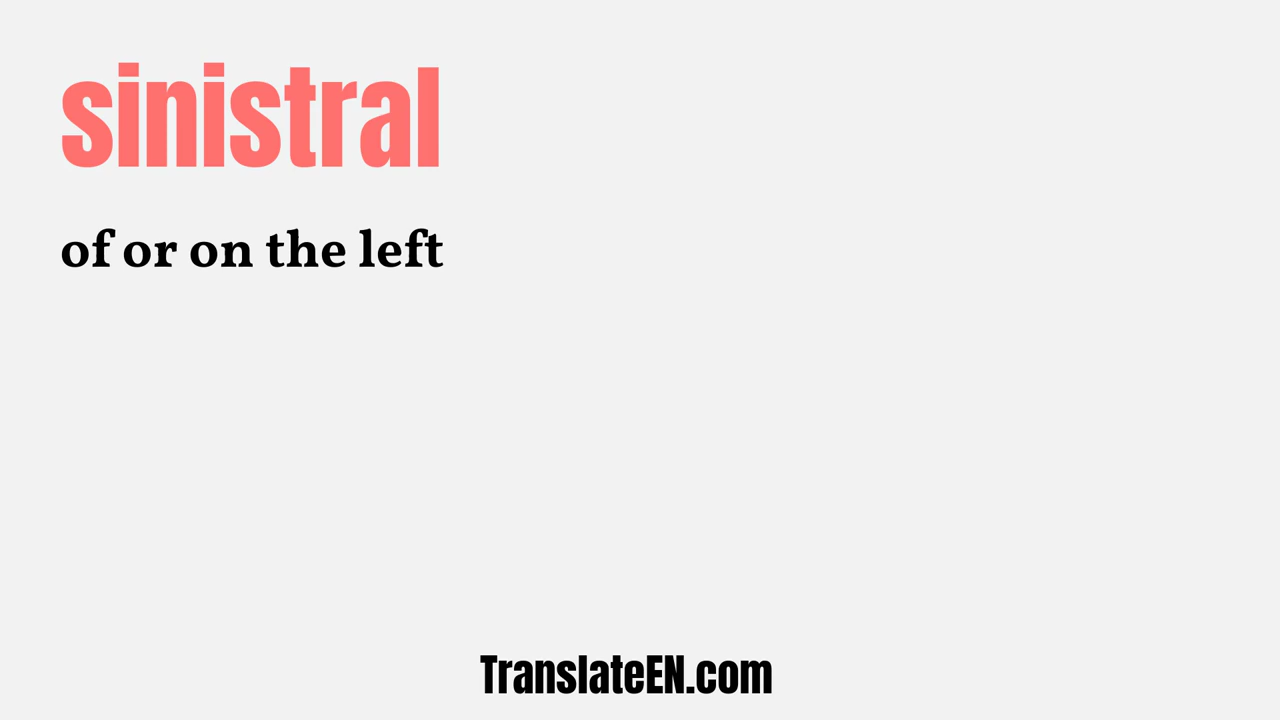 sinistral
of or on the left
TranslateEN.com